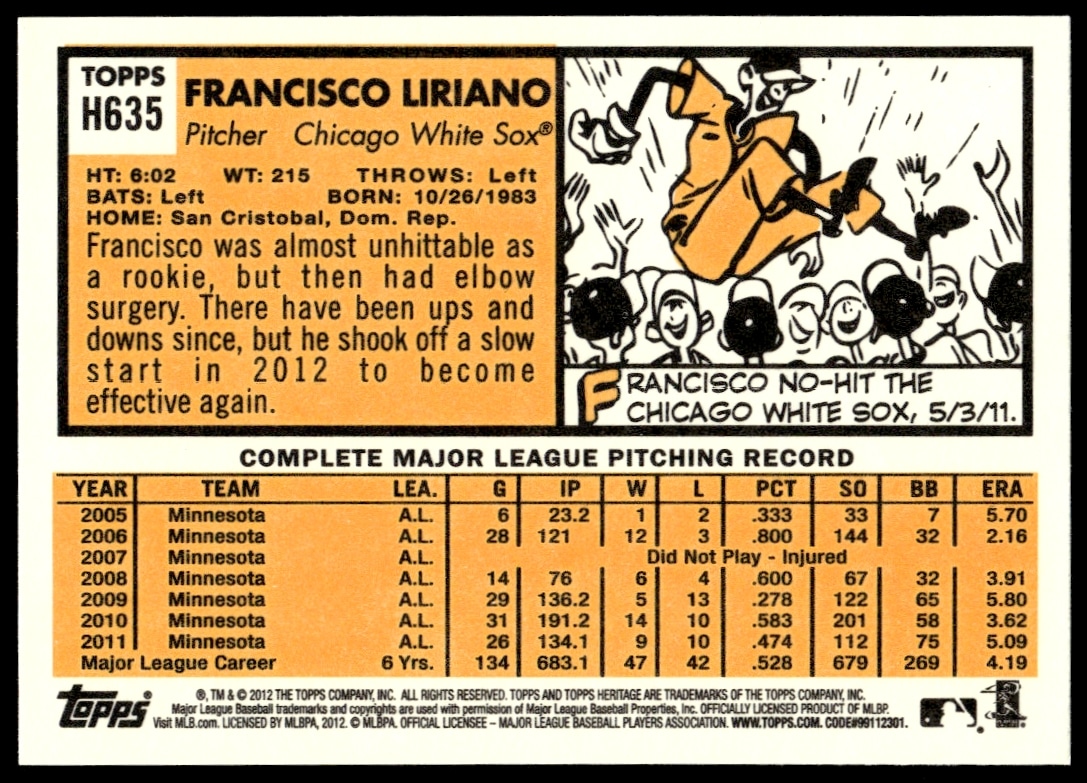 TOPPS
H635
FRANCISCO LIRIANO
Pitcher Chicago White Sox®
HT: 6:02 WT: 215 THROWS: Left
BATS: Left BORN: 10/26/1983
HOME: San Cristobal, Dom. Rep.
Francisco was almost unhittable as
a rookie, but then had elbow
surgery. There have been ups and
downs since, but he shook off a slow
start in 2012 to become
effective again.
FRANCISCO NO-HIT THE
CHICAGO WHITE SOX, 5/3/11.
COMPLETE MAJOR LEAGUE PITCHING RECORD
YEAR TEAM LEA. G IP W L PCT SO BB ERA
2005 Minnesota A.L. 6 23.2 1 2 .333 33 7 5.70
2006 Minnesota A.L. 28 121 12 3 .800 144 32 2.16
2007 Minnesota A.L. Did Not Play - Injured
2008 Minnesota A.L. 14 76 6 4 .600 67 32 3.91
2009 Minnesota A.L. 29 136.2 5 13 .278 122 65 5.80
2010 Minnesota A.L. 31 191.2 14 10 .583 201 58 3.62
2011 Minnesota A.L. 26 134.1 9 10 .474 112 75 5.09
Major League Career 6 Yrs. 134 683.1 47 42 .528 679 269 4.19
Topps®
®, TM & © 2012 THE TOPPS COMPANY, INC. ALL RIGHTS RESERVED. TOPPS AND TOPPS HERITAGE ARE TRADEMARKS OF THE TOPPS COMPANY, INC.
Major League Baseball trademarks and copyrights are used with permission of Major League Baseball Properties, Inc. OFFICIALLY LICENSED PRODUCT OF MLBP.
Visit MLB.com. LICENSED BY MLBPA, 2012. © MLBPA. OFFICIAL LICENSEE – MAJOR LEAGUE BASEBALL PLAYERS ASSOCIATION. WWW.TOPPS.COM. CODE#99112301.